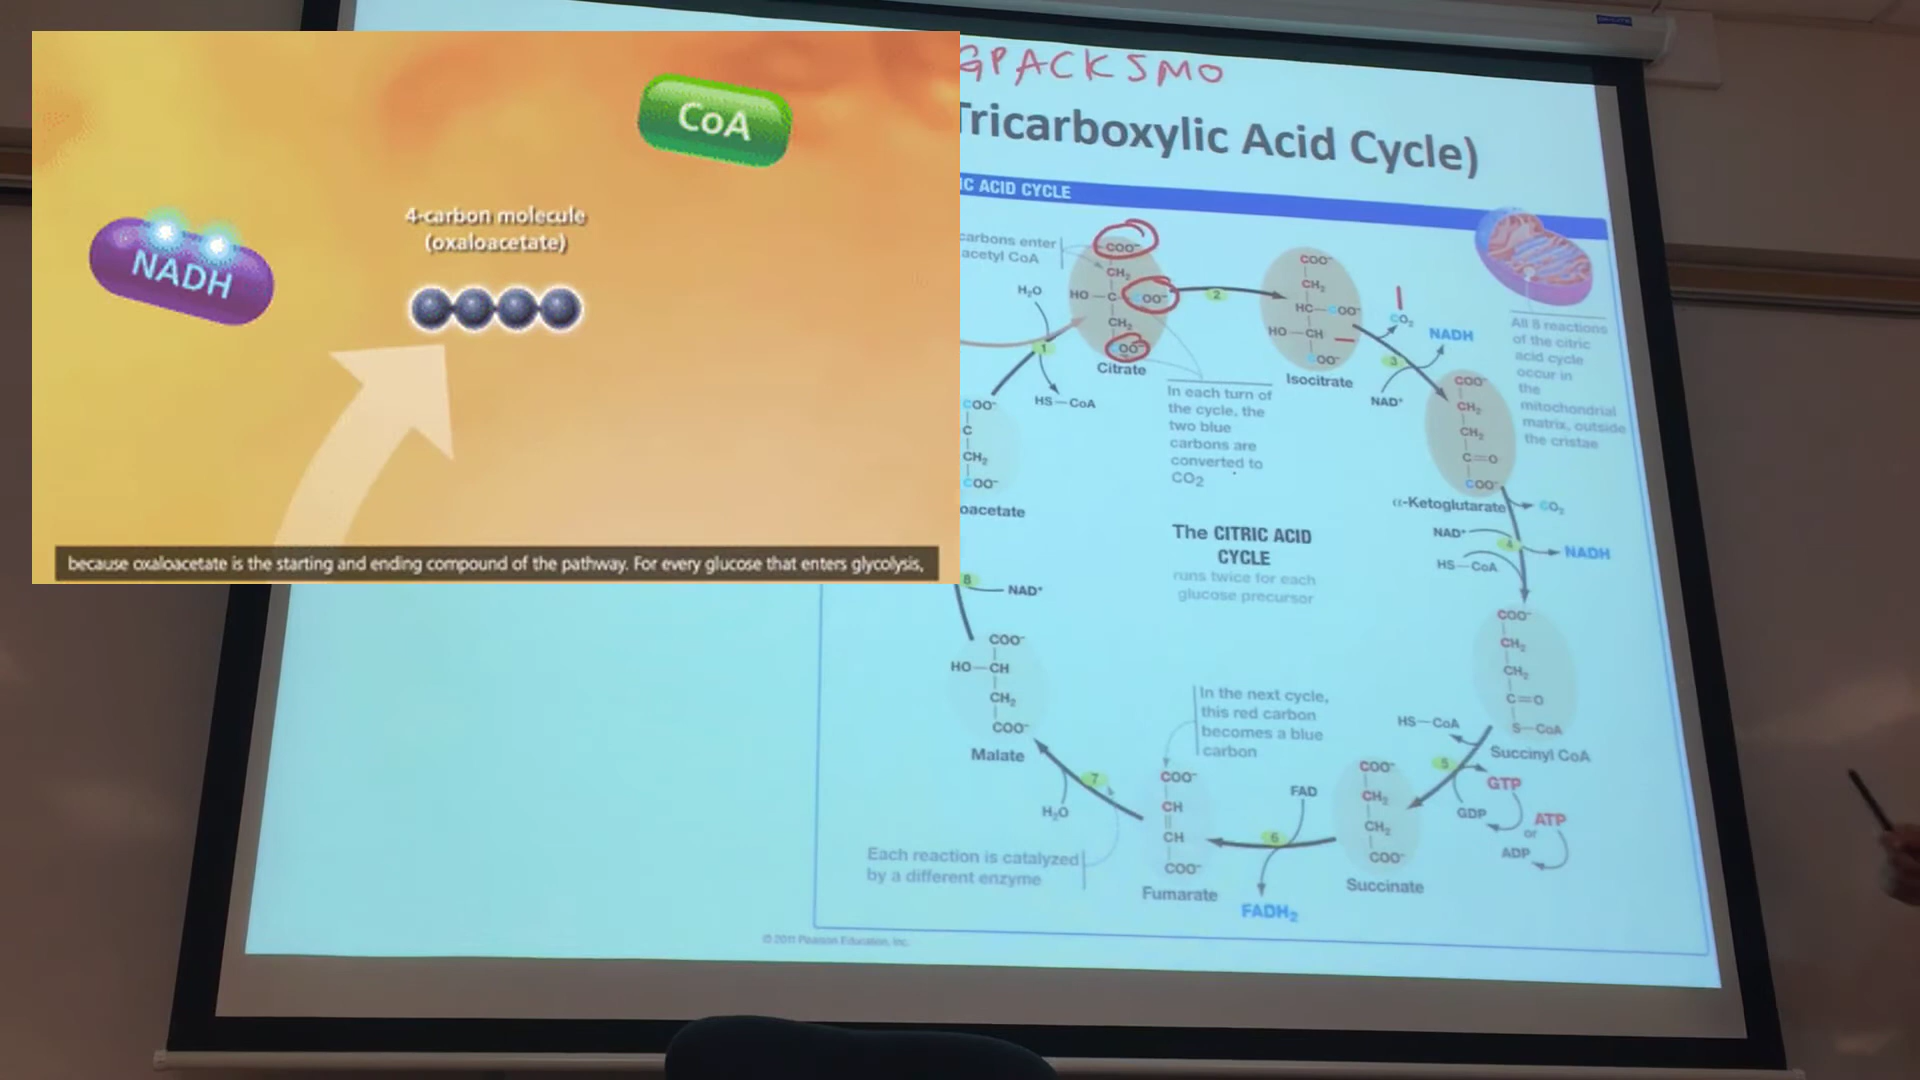 CoA
NADH
4-carbon molecule
(oxaloacetate)
because oxaloacetate is the starting and ending compound of the pathway. For every glucose that enters glycolysis,
GPACKSMO
Tricarboxylic Acid Cycle)
IC ACID CYCLE
carbons enter
acetyl CoA
H₂O
1
HS—CoA
COO⁻
CH₂
HO—C—COO⁻
CH₂
COO⁻
Citrate
2
COO⁻
CH₂
HC—COO⁻
HO—CH
COO⁻
Isocitrate
CO₂
NADH
3
NAD⁺
All 8 reactions
of the citric
acid cycle
occur in
the
mitochondrial
matrix, outside
the cristae
In each turn of
the cycle, the
two blue
carbons are
converted to
CO2
COO⁻
CH₂
CH₂
C=O
COO⁻
α-Ketoglutarate
CO₂
NAD⁺
4
NADH
HS—CoA
COO⁻
C
CH₂
COO⁻
oacetate
The CITRIC ACID
CYCLE
runs twice for each
glucose precursor
COO⁻
CH₂
CH₂
C=O
S—CoA
Succinyl CoA
HS—CoA
5
GTP
GDP
ATP
or
ADP
COO⁻
CH₂
CH₂
COO⁻
Succinate
FAD
6
FADH₂
In the next cycle,
this red carbon
becomes a blue
carbon
COO⁻
CH
CH
COO⁻
Fumarate
7
H₂O
Each reaction is catalyzed
by a different enzyme
COO⁻
HO—CH
CH₂
COO⁻
Malate
8
NAD⁺
© 2011 Pearson Education, Inc.